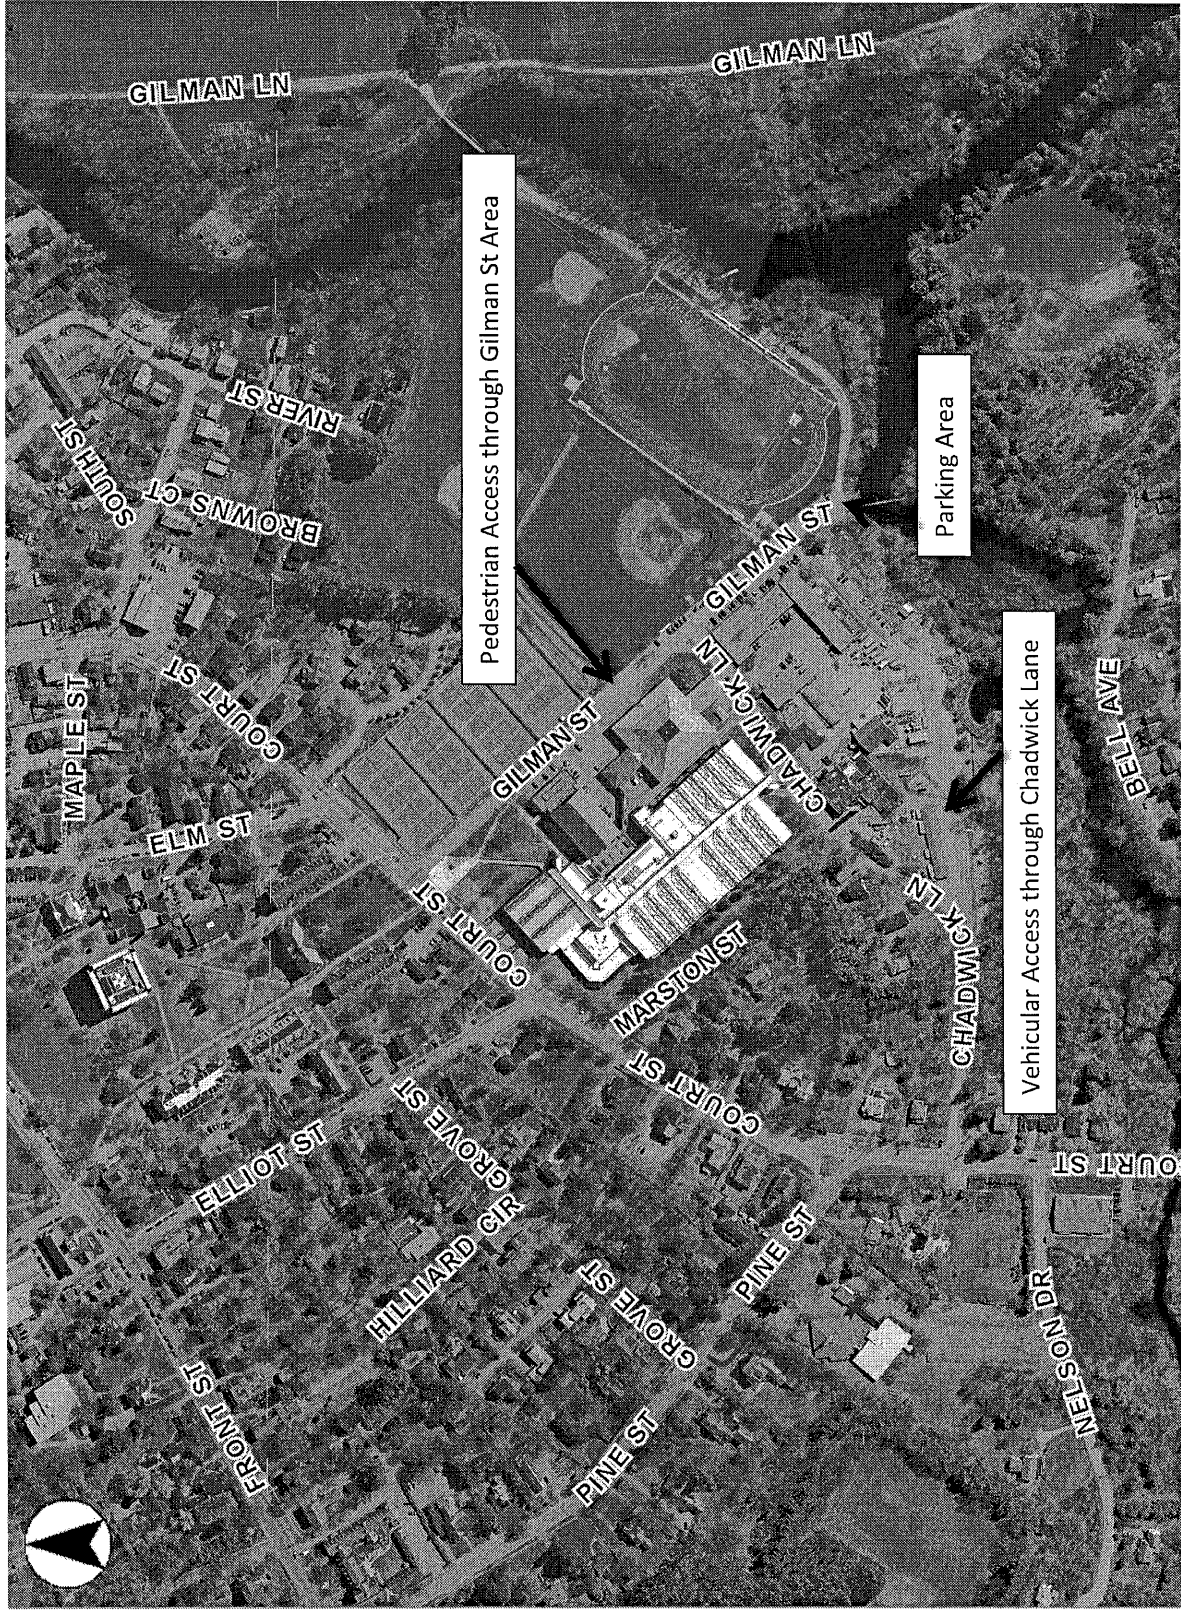 MAPLE ST
SOUTH ST
ELM ST
GILMAN LN
FRONT ST
COURT ST
BROWNS CT
ELLIOT ST
RIVER ST
HILLIARD CIR
GROVE ST
COURT ST
Pedestrian Access through Gilman St Area
GILMAN ST
PINE ST
GROVE ST
MARSTON ST
COURT ST
CHADWICK LN
GILMAN ST
PINE ST
GILMAN LN
CHADWICK LN
Parking Area
Vehicular Access through Chadwick Lane
NELSON DR
OURT ST
BELL AVE